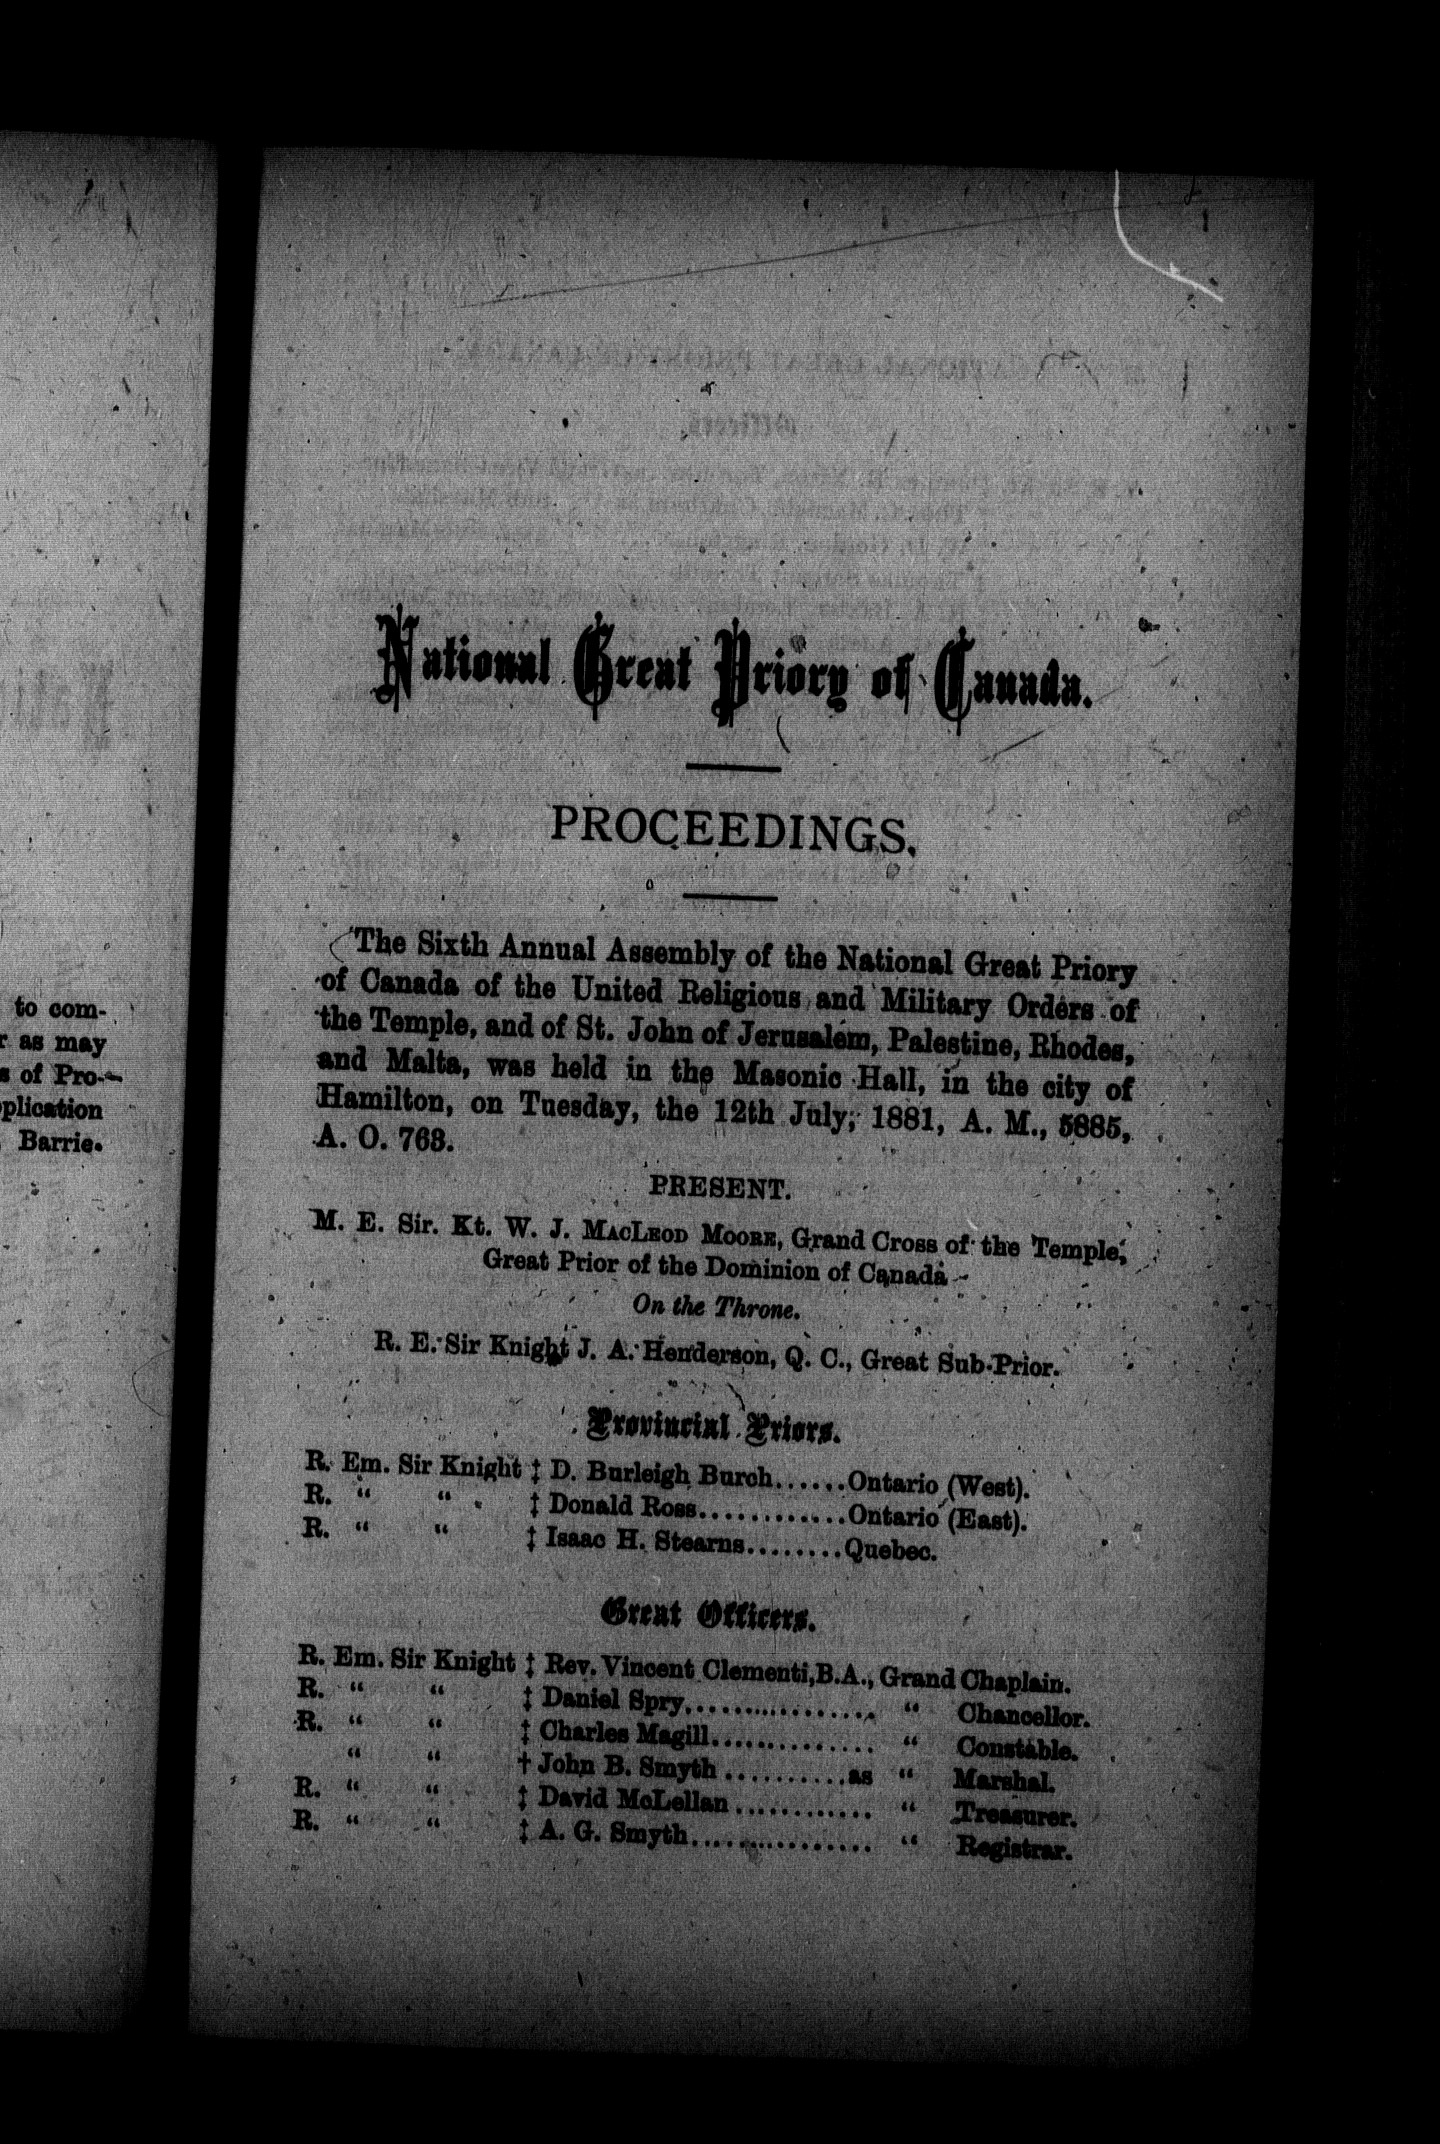 to com-
as may
of Pro-
Barrie.
National Great Priory of Canada.
PROCEEDINGS.
The Sixth Annual Assembly of the National Great Priory
of Canada of the United Religious and Military Orders of
the Temple, and of St. John of Jerusalem, Palestine, Rhodes,
and Malta, was held in the Masonic Hall, in the city of
Hamilton, on Tuesday, the 12th July, 1881, A. M., 5885,
A. O. 763.
PRESENT.
M. E. Sir. Kt. W. J. MACLEOD MOORE, Grand Cross of the Temple,
Great Prior of the Dominion of Canada
On the Throne.
R. E. Sir Knight J. A. Henderson, Q. C., Great Sub-Prior.
Provincial Priors.
R. Em. Sir Knight ‡ D. Burleigh Burch......Ontario (West).
R. “ “ ‡ Donald Ross............Ontario (East).
R. “ “ ‡ Isaac H. Stearns........Quebec.
Great Officers.
R. Em. Sir Knight ‡ Rev. Vincent Clementi, B.A., Grand Chaplain.
R. “ “ ‡ Daniel Spry................ “ Chancellor.
R. “ “ ‡ Charles Magill.............. “ Constable.
“ “ † John B. Smyth ..........as “ Marshal.
R. “ “ ‡ David McLellan ............ “ Treasurer.
R. “ “ ‡ A. G. Smyth................ “ Registrar.